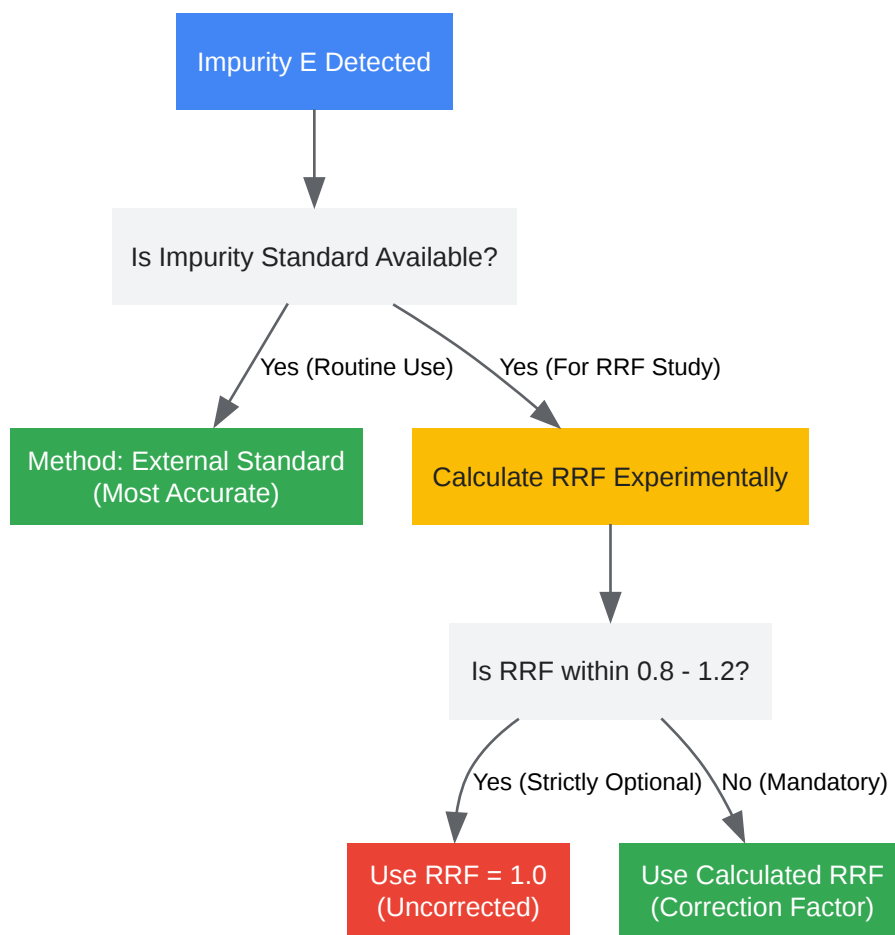 Impurity E Detected
Is Impurity Standard Available?
Yes (Routine Use)
Yes (For RRF Study)
Method: External Standard
(Most Accurate)
Calculate RRF Experimentally
Is RRF within 0.8 - 1.2?
Yes (Strictly Optional)
No (Mandatory)
Use RRF = 1.0
(Uncorrected)
Use Calculated RRF
(Correction Factor)